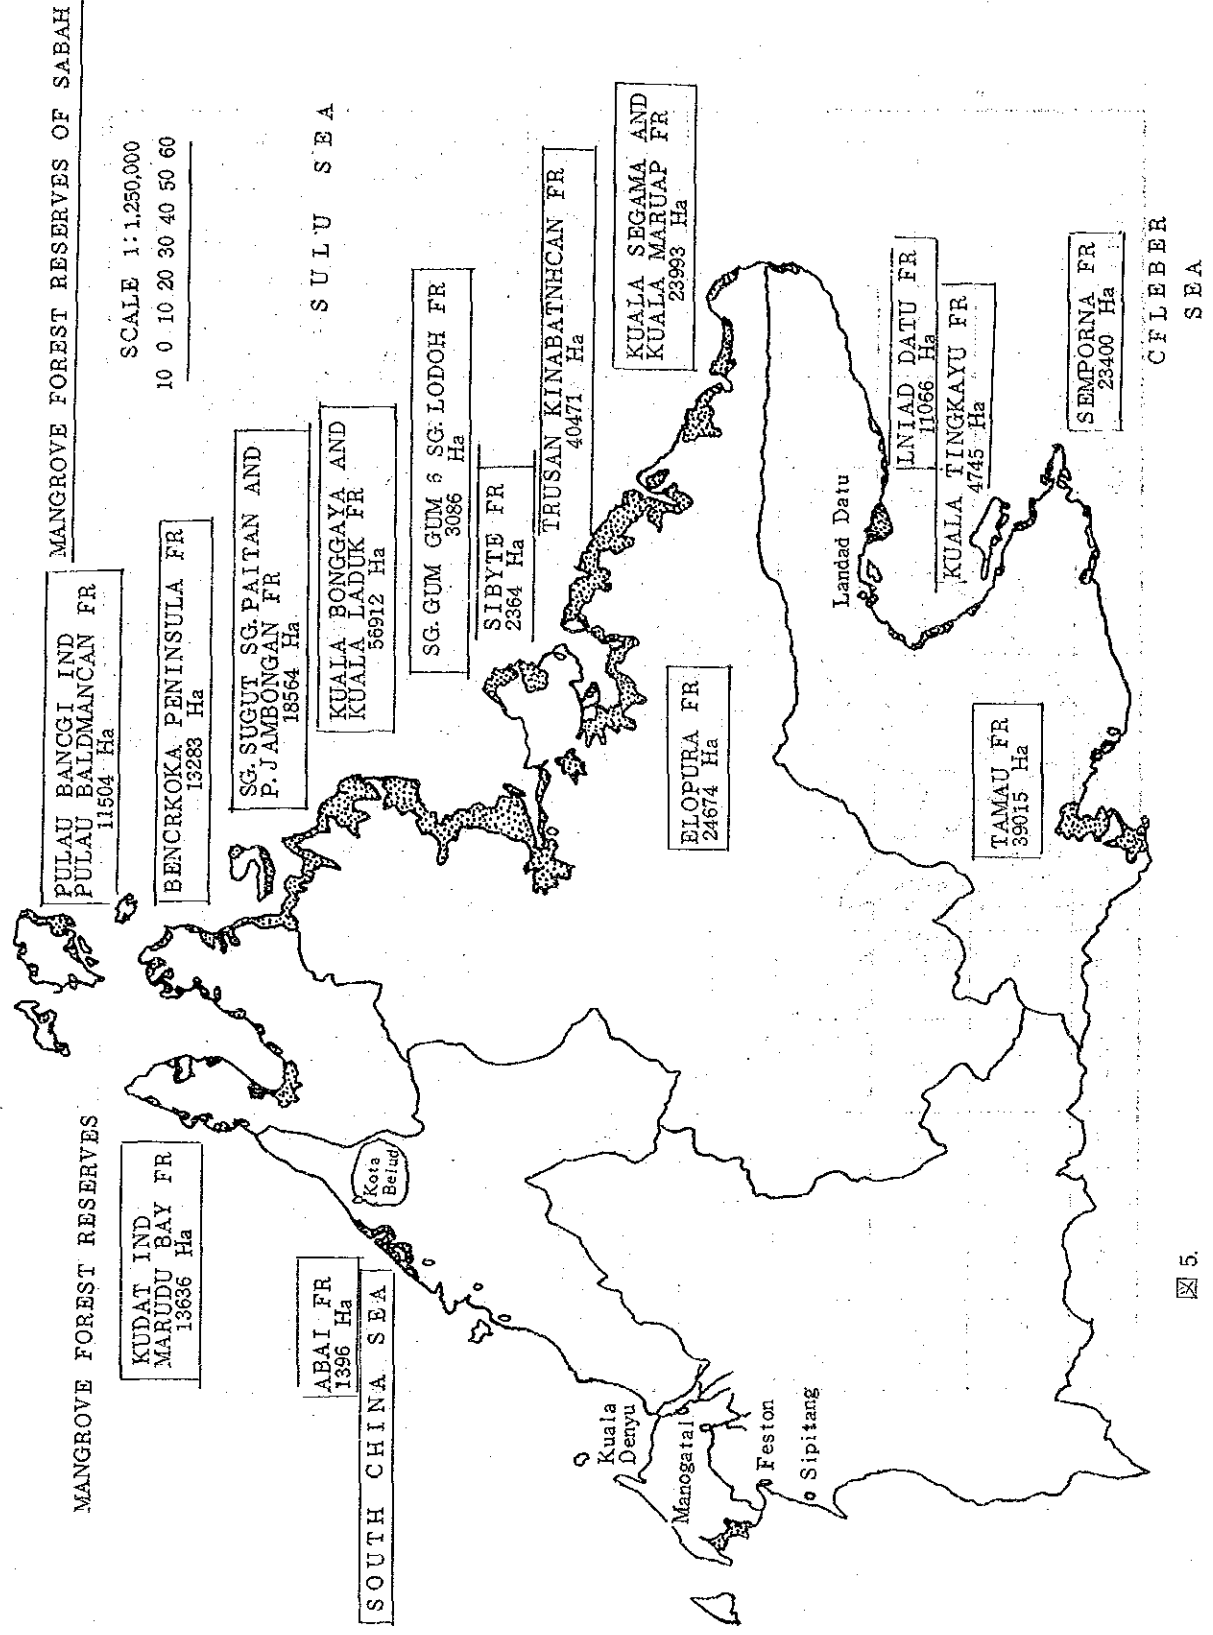 MANGROVE FOREST RESERVES OF SABAH
SCALE 1:1,250,000
10 0 10 20 30 40 50 60
MANGROVE FOREST RESERVES
PULAU BANCGI IND
PULAU BALDMANCAN FR
11504 Ha
BENCRKOKA PENINSULA FR
13283 Ha
KUDAT IND
MARUDU BAY FR
13636 Ha
SG. SUGUT SG. PAITAN AND
P. JAMBONGAN FR
18564 Ha
KUALA BONGGAYA AND
KUALA LADUK FR
56912 Ha
SULU SEA
ABAI FR
1396 Ha
SOUTH CHINA SEA
Kota
Belud
SG. GUM GUM 6 SG. LODOH FR
3086 Ha
SIBYTE FR
2364 Ha
TRUSAN KINABATNHCAN FR
40471 Ha
KUALA SEGAMA AND
KUALA MARUAP FR
23993 Ha
Kuala
Denyu
Manogatal
Feston
Sipitang
ELOPURA FR
24674 Ha
Landad Datu
LNIAD DATU FR
11066 Ha
KUALA TINGKAYU FR
4745 Ha
TAMAU FR
39015 Ha
SEMPORNA FR
23400 Ha
CFLEBER
SEA
図 5.